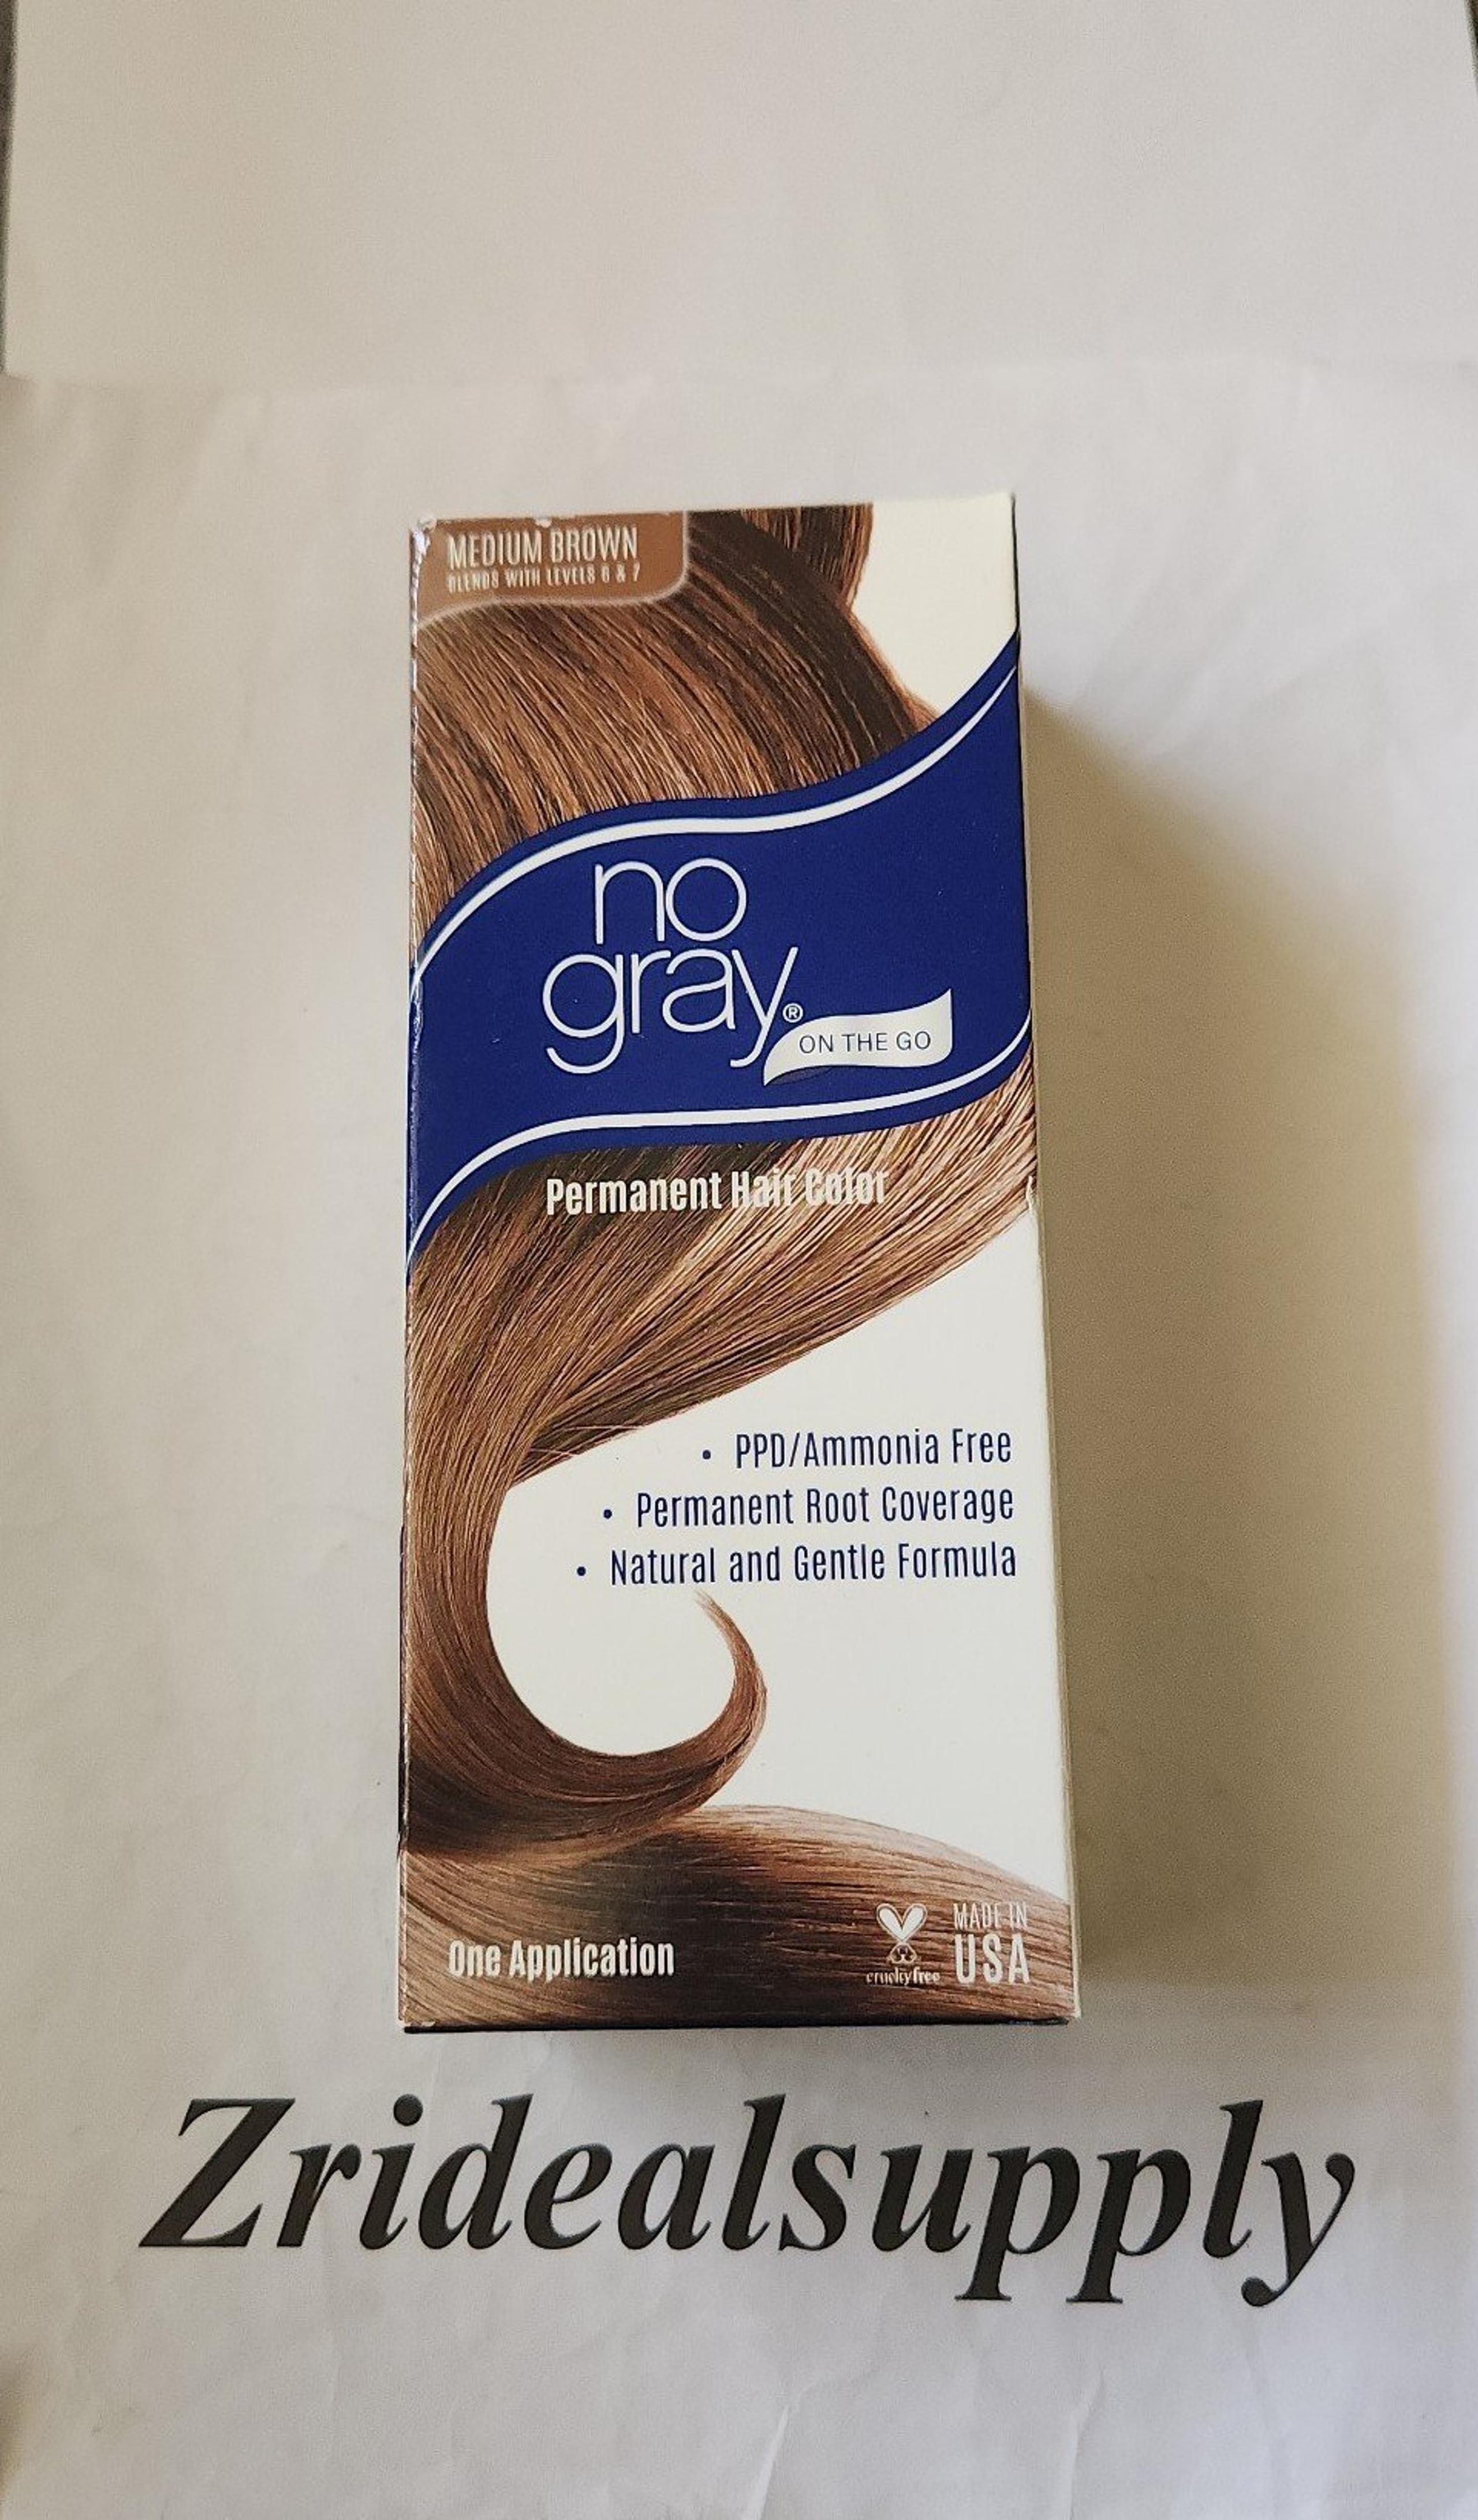 MEDIUM BROWN
BLENDS WITH LEVELS 6 & 7
no
gray®
ON THE GO
Permanent Hair Color
• PPD/Ammonia Free
• Permanent Root Coverage
• Natural and Gentle Formula
One Application
crueltyfree
MADE IN
USA
Zridealsupply